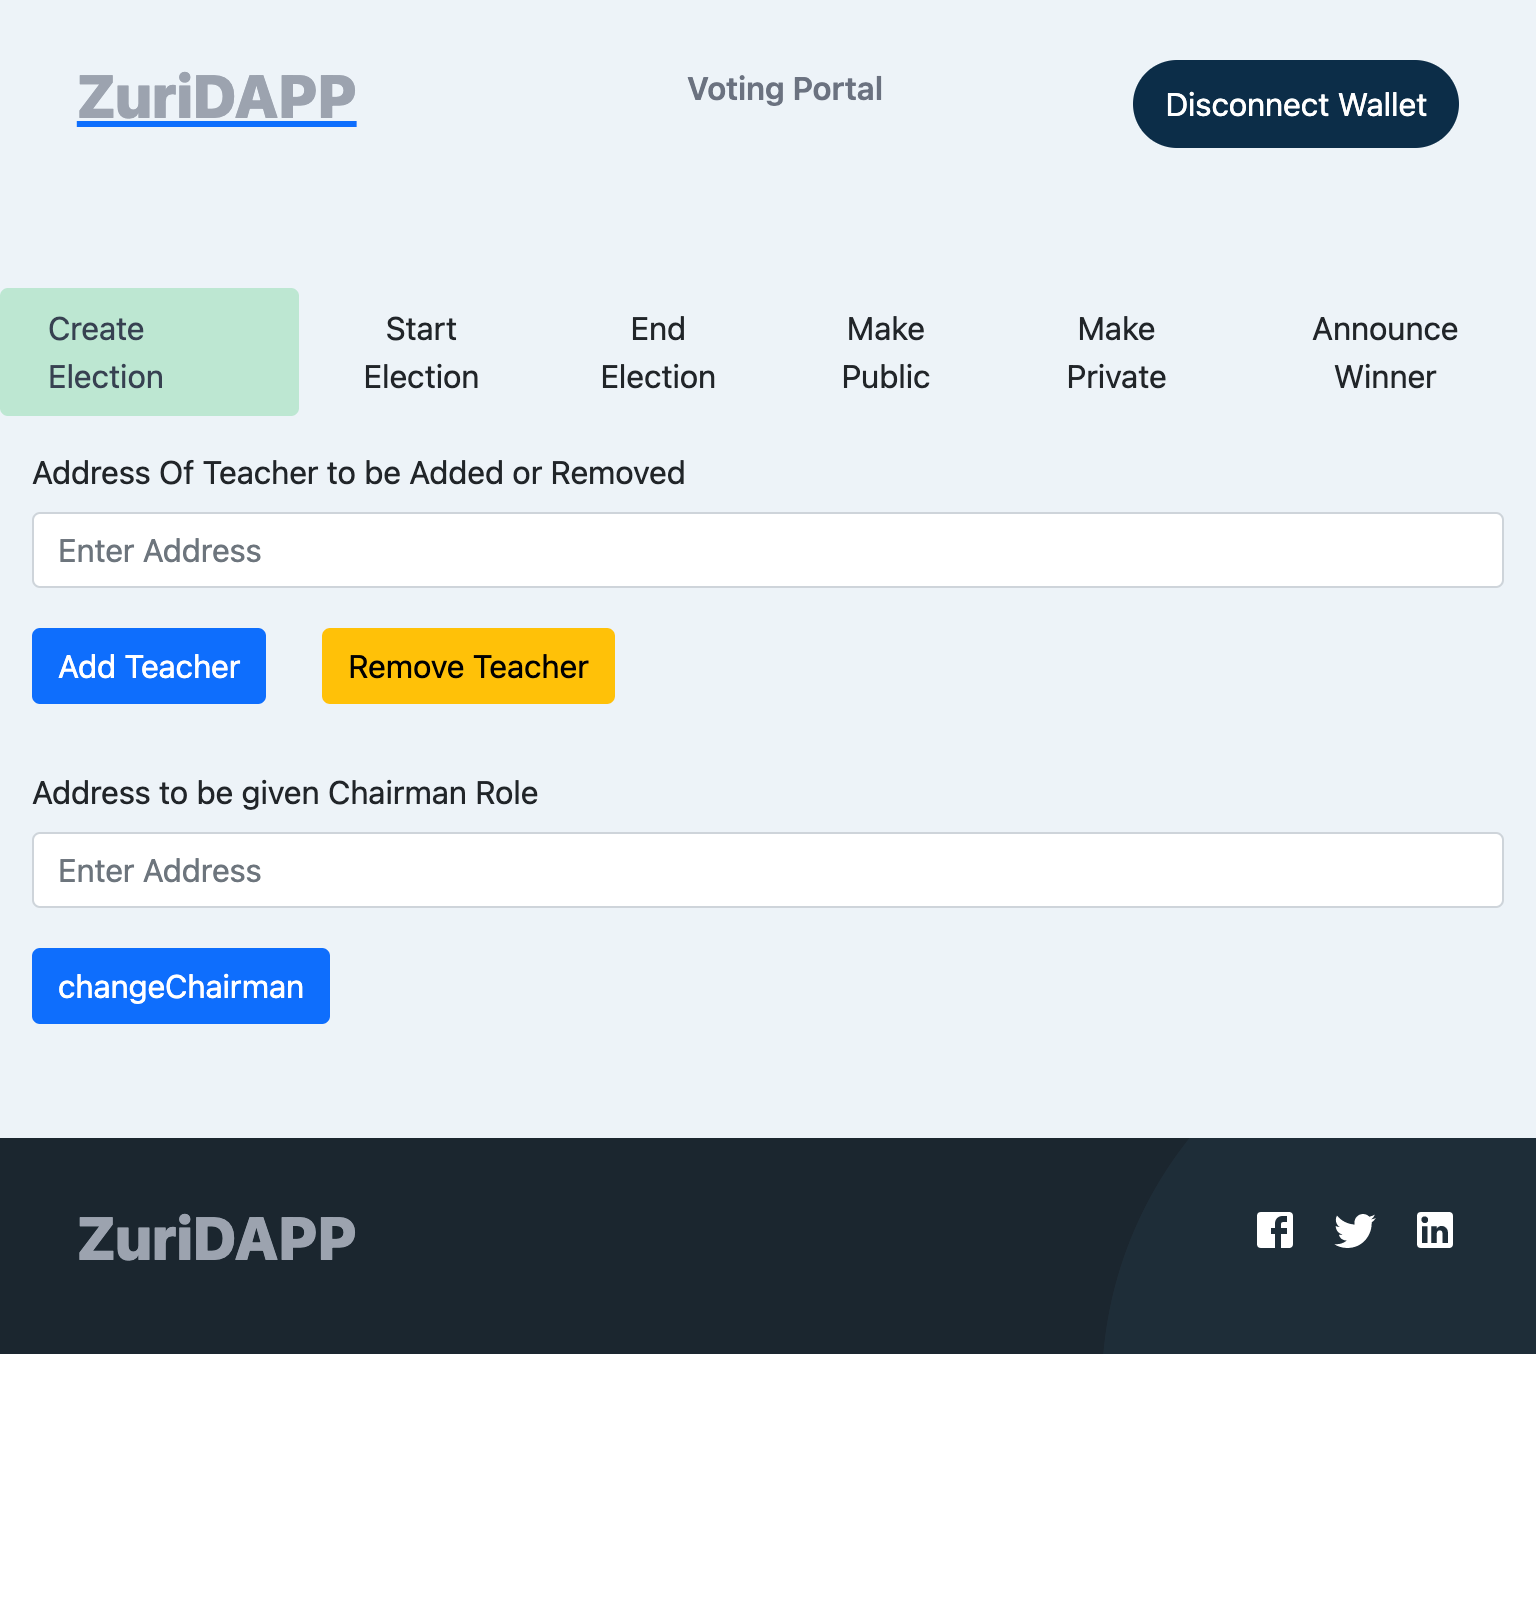 ZuriDAPP
Voting Portal
Disconnect Wallet
Create
Election
Start
Election
End
Election
Make
Public
Make
Private
Announce
Winner
Address Of Teacher to be Added or Removed
Enter Address
Add Teacher
Remove Teacher
Address to be given Chairman Role
Enter Address
changeChairman
ZuriDAPP